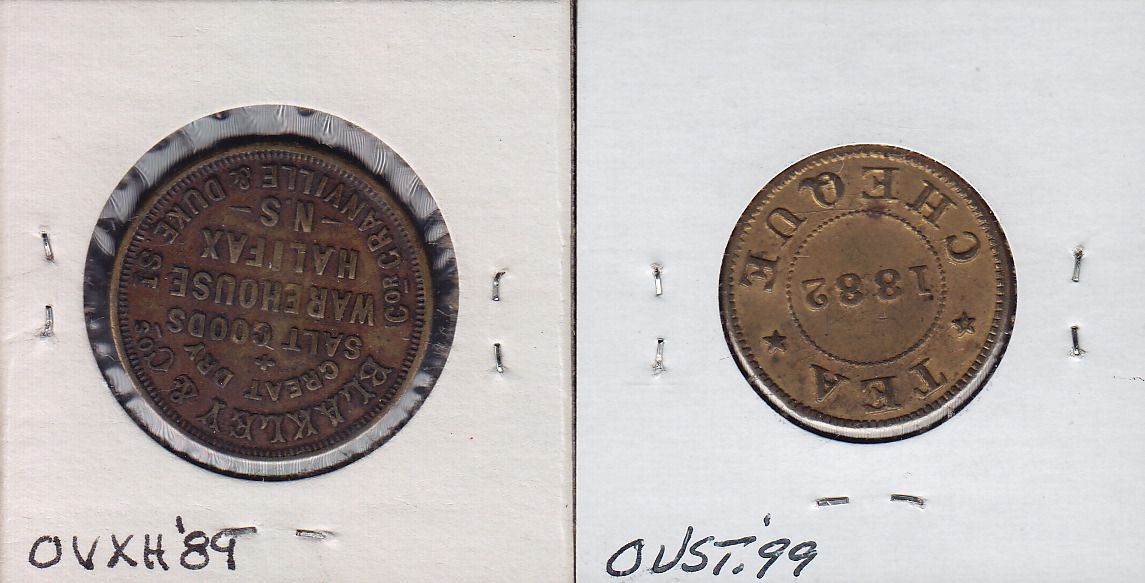 BLAKLEY & Co's
GREAT DRY
SALT GOODS
WAREHOUSE
HALIFAX
– N.S –
COR GRANVILLE & DUKE ST
TEA
CHEQUE
1882
OVXH'89
OVST.'99